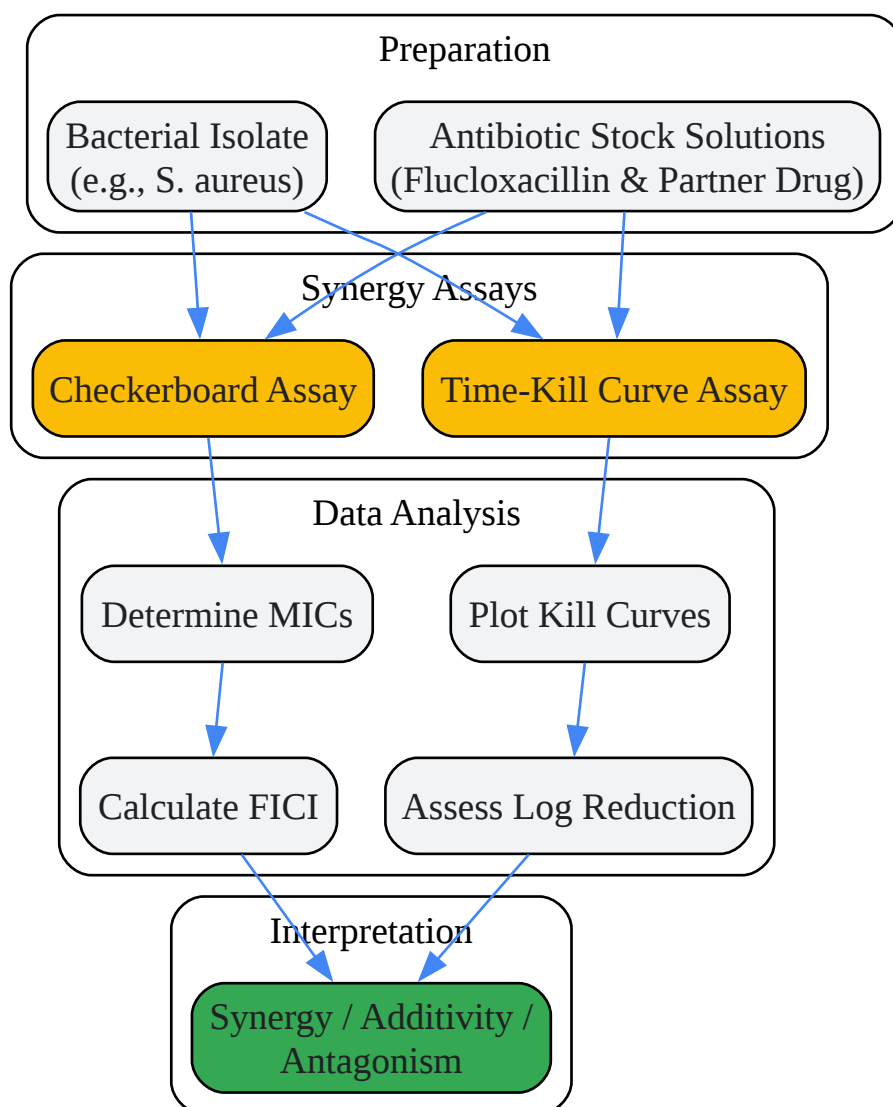 Preparation
Bacterial Isolate
(e.g., S. aureus)
Antibiotic Stock Solutions
(Flucloxacillin & Partner Drug)
Synergy Assays
Checkerboard Assay
Time-Kill Curve Assay
Data Analysis
Determine MICs
Plot Kill Curves
Calculate FICI
Assess Log Reduction
Interpretation
Synergy / Additivity /
Antagonism